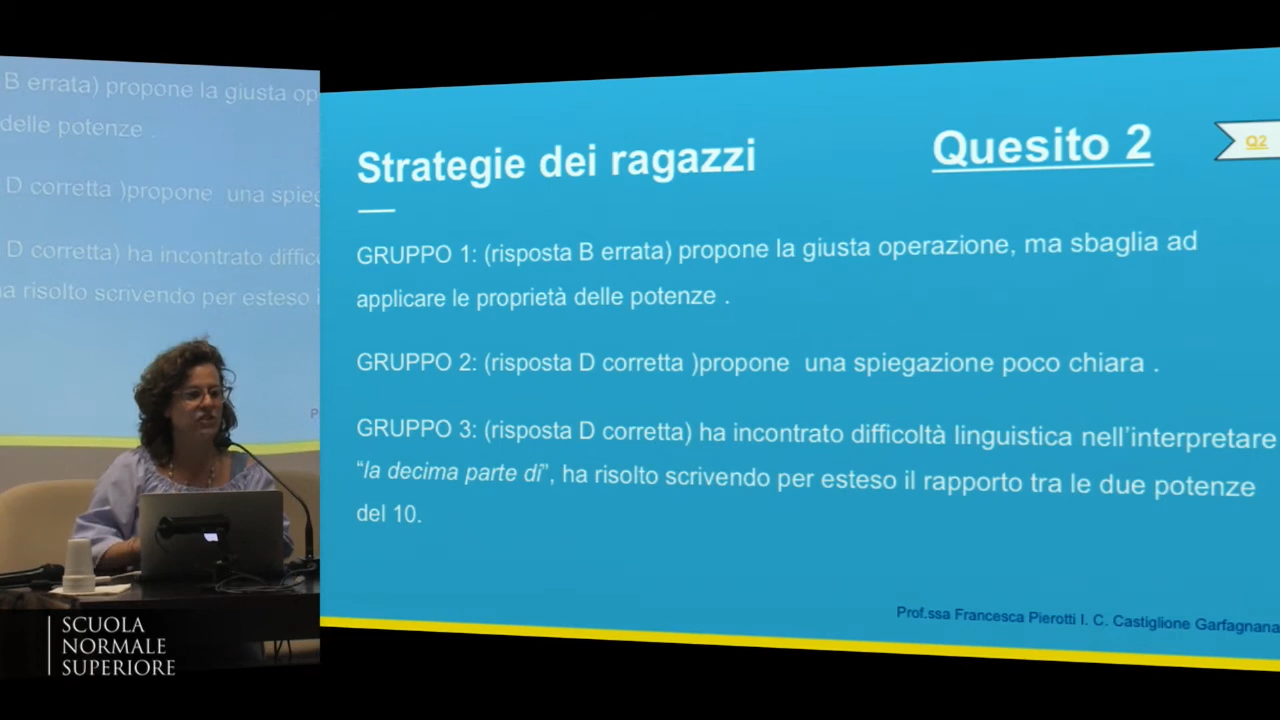 B errata) propone la giusta op
delle potenze .
D corretta )propone una spieg
D corretta) ha incontrato diffic
a risolto scrivendo per esteso i
P
SCUOLA
NORMALE
SUPERIORE
Strategie dei ragazzi
Quesito 2
Q2
GRUPPO 1: (risposta B errata) propone la giusta operazione, ma sbaglia ad
applicare le proprietà delle potenze .
GRUPPO 2: (risposta D corretta )propone una spiegazione poco chiara .
GRUPPO 3: (risposta D corretta) ha incontrato difficoltà linguistica nell’interpretare
“la decima parte di”, ha risolto scrivendo per esteso il rapporto tra le due potenze
del 10.
Prof.ssa Francesca Pierotti I. C. Castiglione Garfagnana